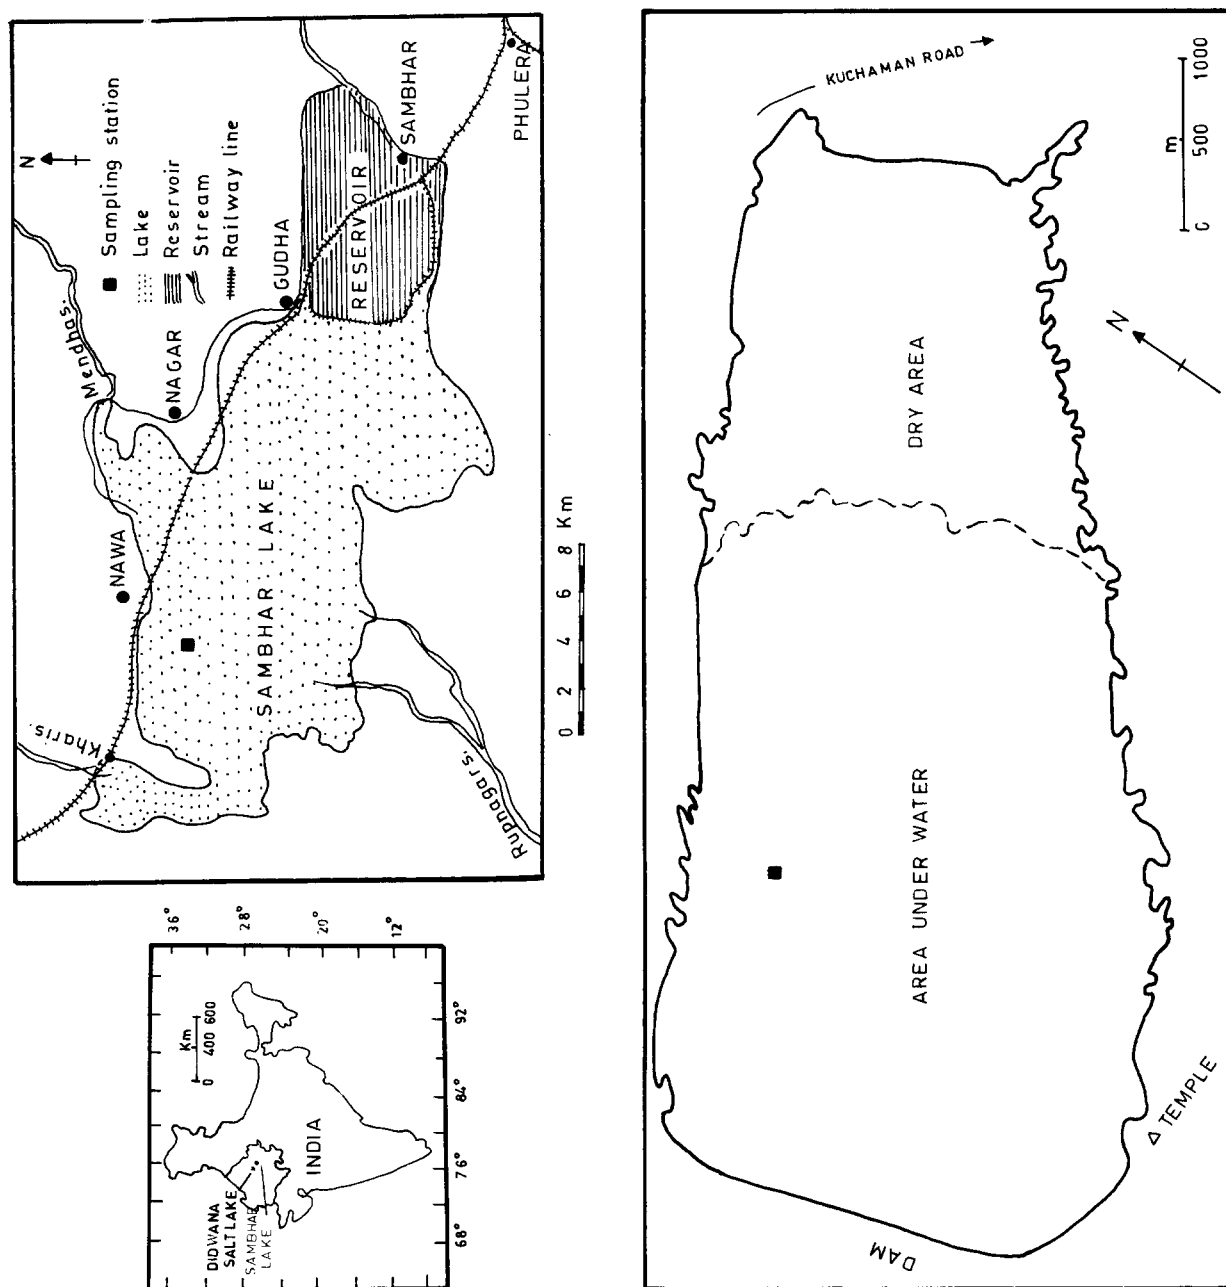 N
Sampling station
Lake
Reservoir
Stream
Railway line
Mendhas.
NAGAR
GUDHA
NAWA
Kharis.
SAMBHAR LAKE
RESERVOIR
SAMBHAR
PHULERA
Rupnagars.
0 2 4 6 8 Km
36°
28°
20°
12°
Km
0 400 600
DIDWANA
SALT LAKE
SAMBHAR
LAKE
INDIA
68°
76°
84°
92°
KUCHAMAN ROAD
m
0 500 1000
N
DRY AREA
AREA UNDER WATER
DAM
TEMPLE